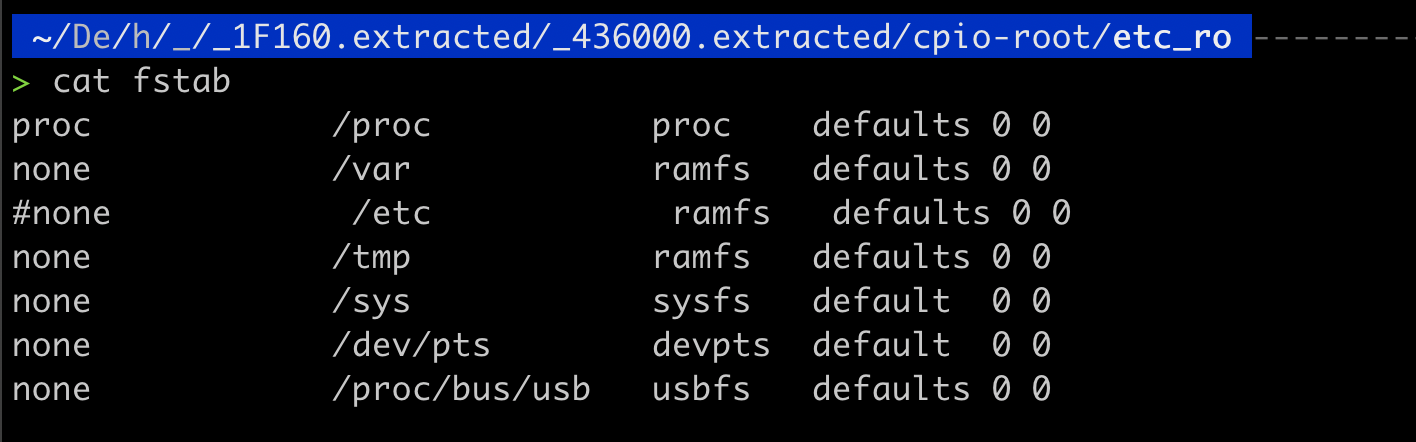 ~/De/h/_/_1F160.extracted/_436000.extracted/cpio-root/etc_ro
> cat fstab
proc            /proc           proc    defaults 0 0
none            /var            ramfs   defaults 0 0
#none            /etc            ramfs   defaults 0 0
none            /tmp            ramfs   defaults 0 0
none            /sys            sysfs   default  0 0
none            /dev/pts        devpts  default  0 0
none            /proc/bus/usb   usbfs   defaults 0 0